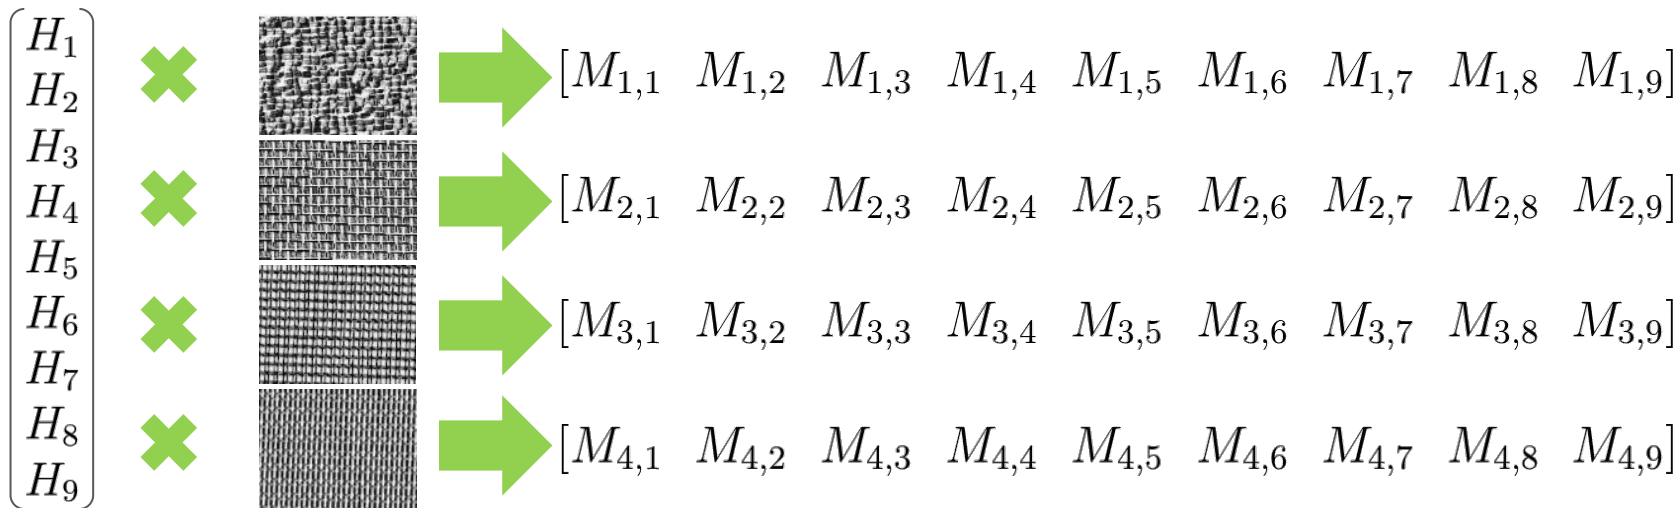 H1
H2
H3
H4
H5
H6
H7
H8
H9
[M1,1 M1,2 M1,3 M1,4 M1,5 M1,6 M1,7 M1,8 M1,9]
[M2,1 M2,2 M2,3 M2,4 M2,5 M2,6 M2,7 M2,8 M2,9]
[M3,1 M3,2 M3,3 M3,4 M3,5 M3,6 M3,7 M3,8 M3,9]
[M4,1 M4,2 M4,3 M4,4 M4,5 M4,6 M4,7 M4,8 M4,9]